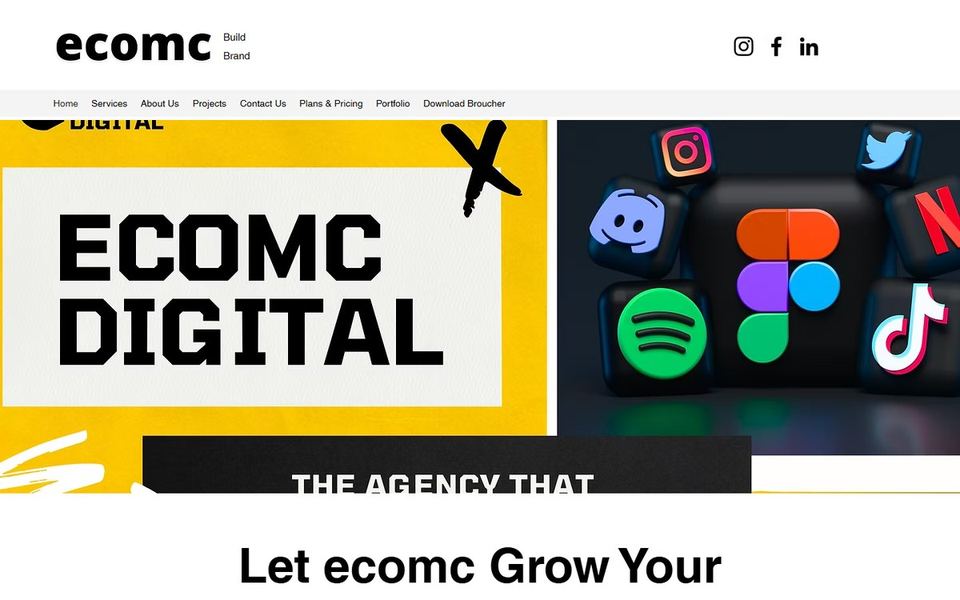 ecomc
Build
Brand
Home Services About Us Projects Contact Us Plans & Pricing Portfolio Download Broucher
DIGITAL
ECOMC
DIGITAL
THE AGENCY THAT
Let ecomc Grow Your